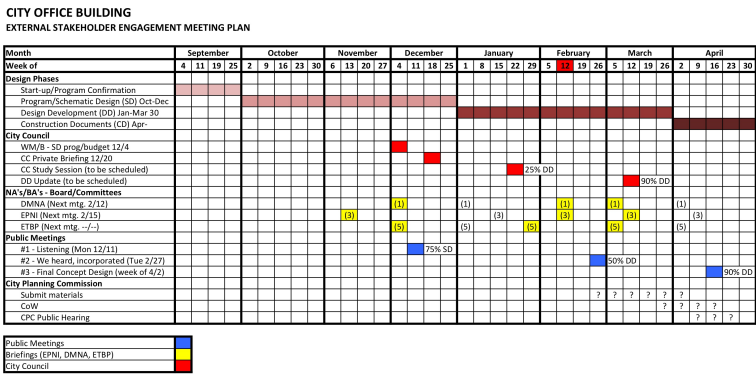 CITY OFFICE BUILDING
EXTERNAL STAKEHOLDER ENGAGEMENT MEETING PLAN
Month September October November December January February March April
Week of 4 11 19 25 2 9 16 23 30 6 13 20 27 4 11 18 25 1 8 15 22 29 5 12 19 26 5 12 19 26 2 9 16 23 30
Design Phases
Start-up/Program Confirmation
Program/Schematic Design (SD) Oct-Dec
Design Development (DD) Jan-Mar 30
Construction Documents (CD) Apr-
City Council
WM/B - SD prog/budget 12/4
CC Private Briefing 12/20
CC Study Session (to be scheduled) 25% DD
DD Update (to be scheduled) 90% DD
NA's/BA's - Board/Committees
DMNA (Next mtg. 2/12) (1) (1) (1) (1) (1)
EPNI (Next mtg. 2/15) (3) (3) (3) (3) (3)
ETBP (Next mtg. --/--) (5) (5) (5) (5) (5)
Public Meetings
#1 - Listening (Mon 12/11) 75% SD
#2 - We heard, incorporated (Tue 2/27) 50% DD
#3 - Final Concept Design (week of 4/2) 90% DD
City Planning Commission
Submit materials ? ? ? ? ?
CoW ? ? ? ?
CPC Public Hearing ? ? ?
Public Meetings
Briefings (EPNI, DMNA, ETBP)
City Council